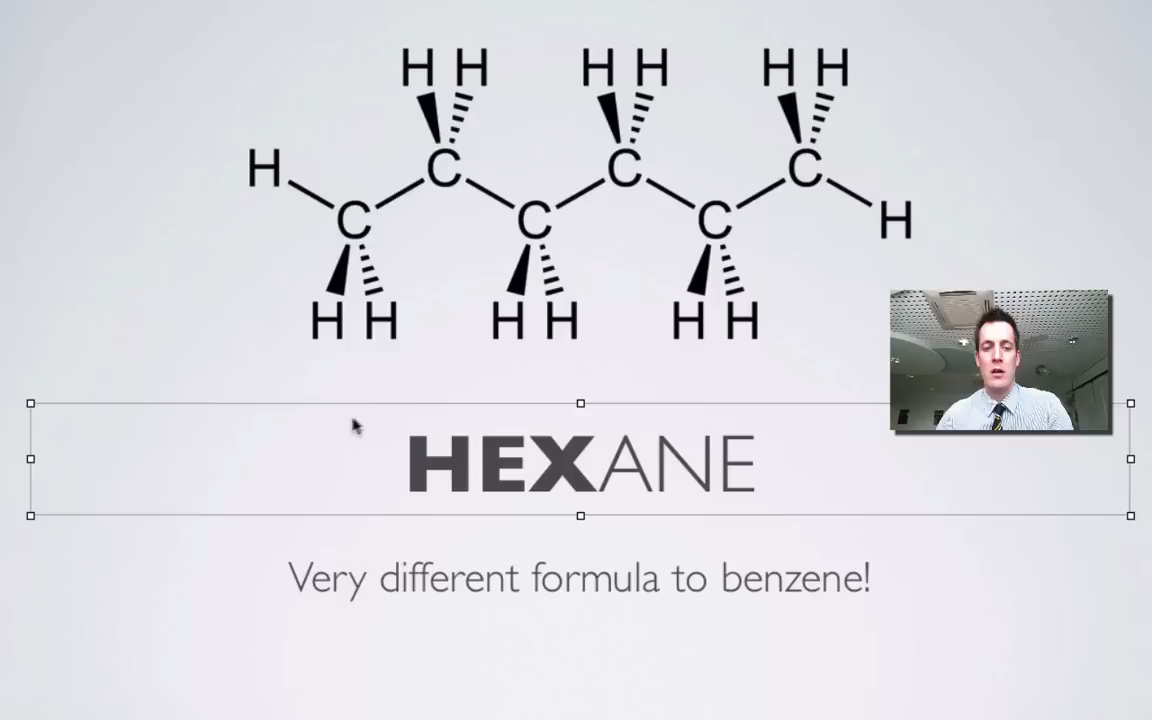 H H H H H H
H C C C
C C C H
H H H H H H
HEXANE
Very different formula to benzene!